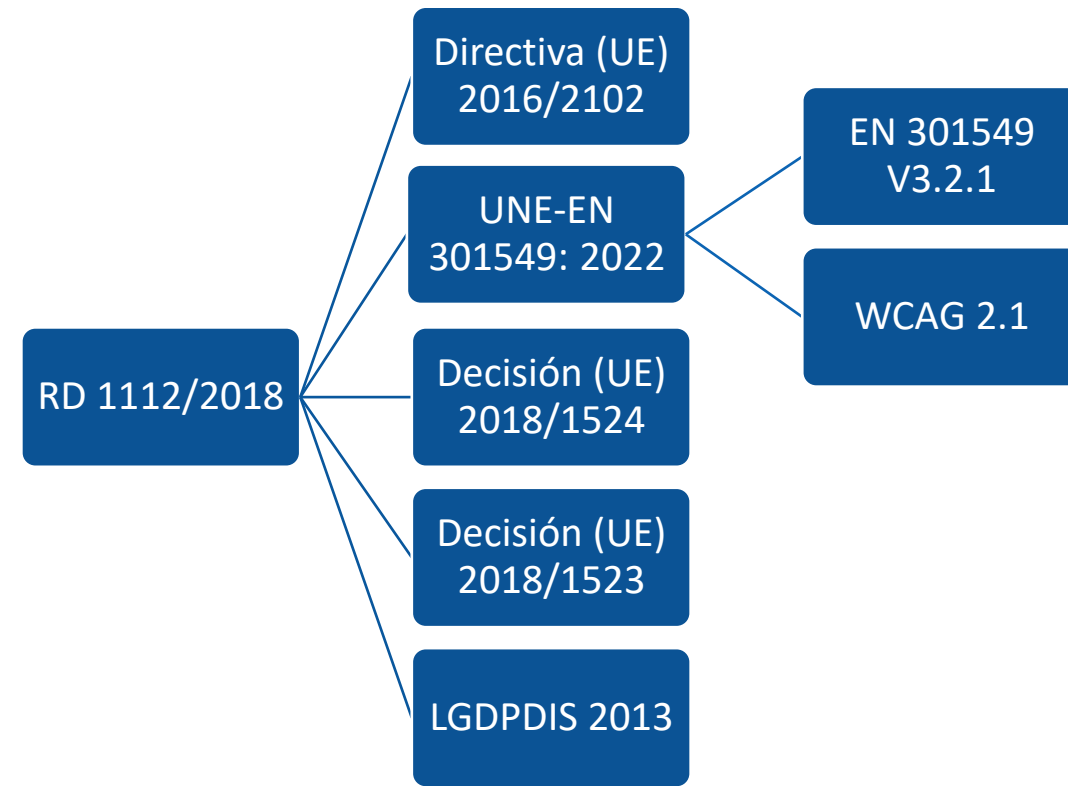 RD 1112/2018
Directiva (UE)
2016/2102
UNE-EN
301549: 2022
EN 301549
V3.2.1
WCAG 2.1
Decisión (UE)
2018/1524
Decisión (UE)
2018/1523
LGDPDIS 2013